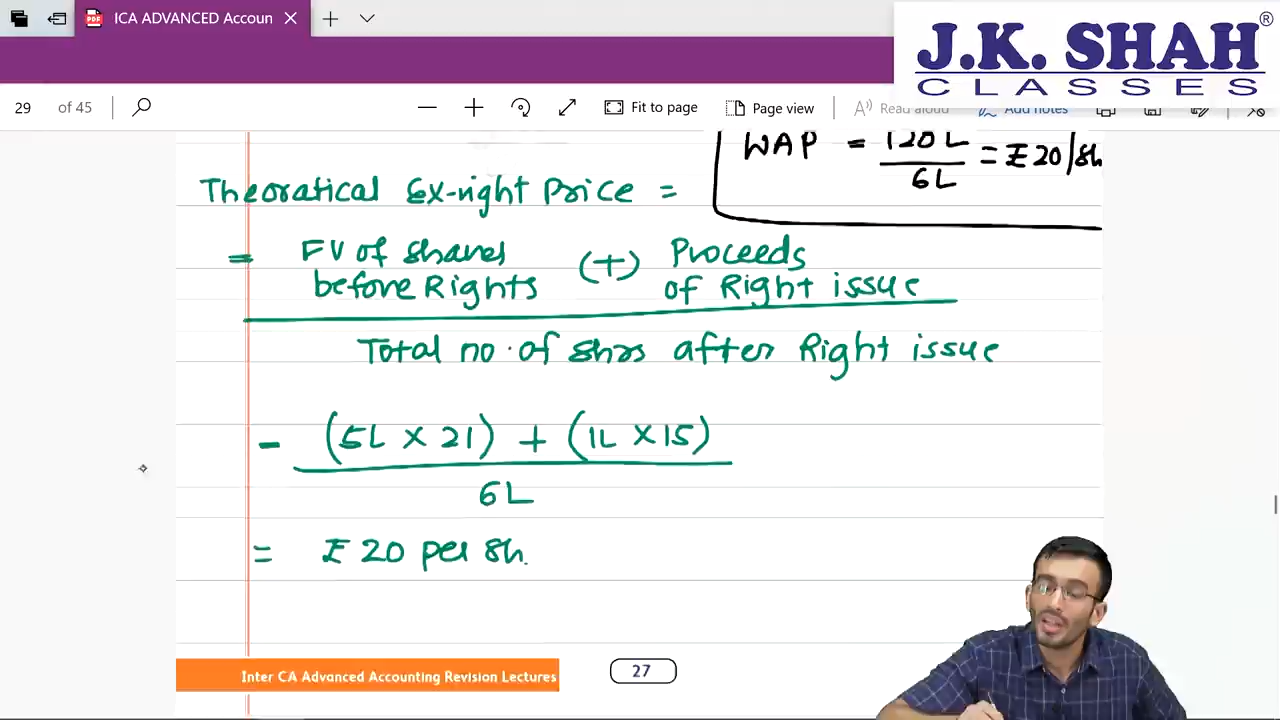 ICA ADVANCED Accoun
J.K. SHAH®
CLASSES
29 of 45
Fit to page
Page view
Read aloud
Add notes
WAP = 120L / 6L = ₹20/Sh
Theoratical Ex-right Price =
= FV of shares before Rights (+) Proceeds of Right issue
Total no. of Shrs after Right issue
= (5L X 21) + (1L X 15)
6L
= ₹ 20 per sh.
Inter CA Advanced Accounting Revision Lectures
27